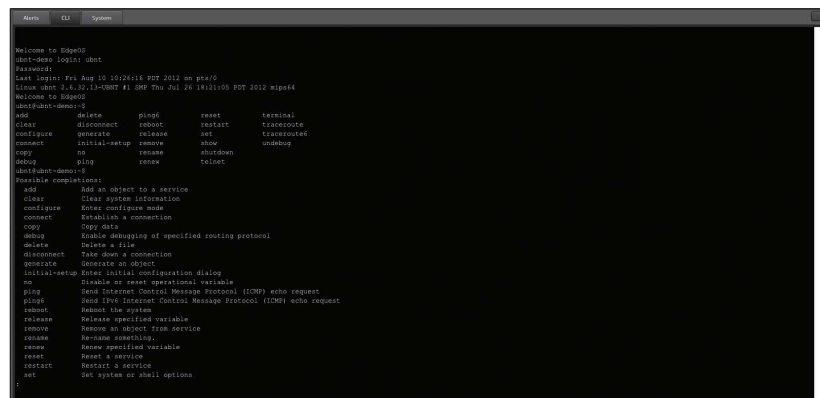 Alerts CLI System
Welcome to EdgeOS
ubnt-demo login: ubnt
Password:
Last login: Fri Aug 10 10:26:16 PDT 2012 on pts/0
Linux ubnt 2.6.32.13-UBNT #1 SMP Thu Jul 26 18:21:05 PDT 2012 mips64
Welcome to EdgeOS
ubnt@ubnt-demo:~$
add delete ping6 reset terminal
clear disconnect reboot restart traceroute
configure generate release set traceroute6
connect initial-setup remove show undebug
copy no rename shutdown
debug ping renew telnet
ubnt@ubnt-demo:~$
Possible completions:
add Add an object to a service
clear Clear system information
configure Enter configure mode
connect Establish a connection
copy Copy data
debug Enable debugging of specified routing protocol
delete Delete a file
disconnect Take down a connection
generate Generate an object
initial-setup Enter initial configuration dialog
no Disable or reset operational variable
ping Send Internet Control Message Protocol (ICMP) echo request
ping6 Send IPv6 Internet Control Message Protocol (ICMP) echo request
reboot Reboot the system
release Release specified variable
remove Remove an object from service
rename Re-name something.
renew Renew specified variable
reset Reset a service
restart Restart a service
set Set system or shell options
: